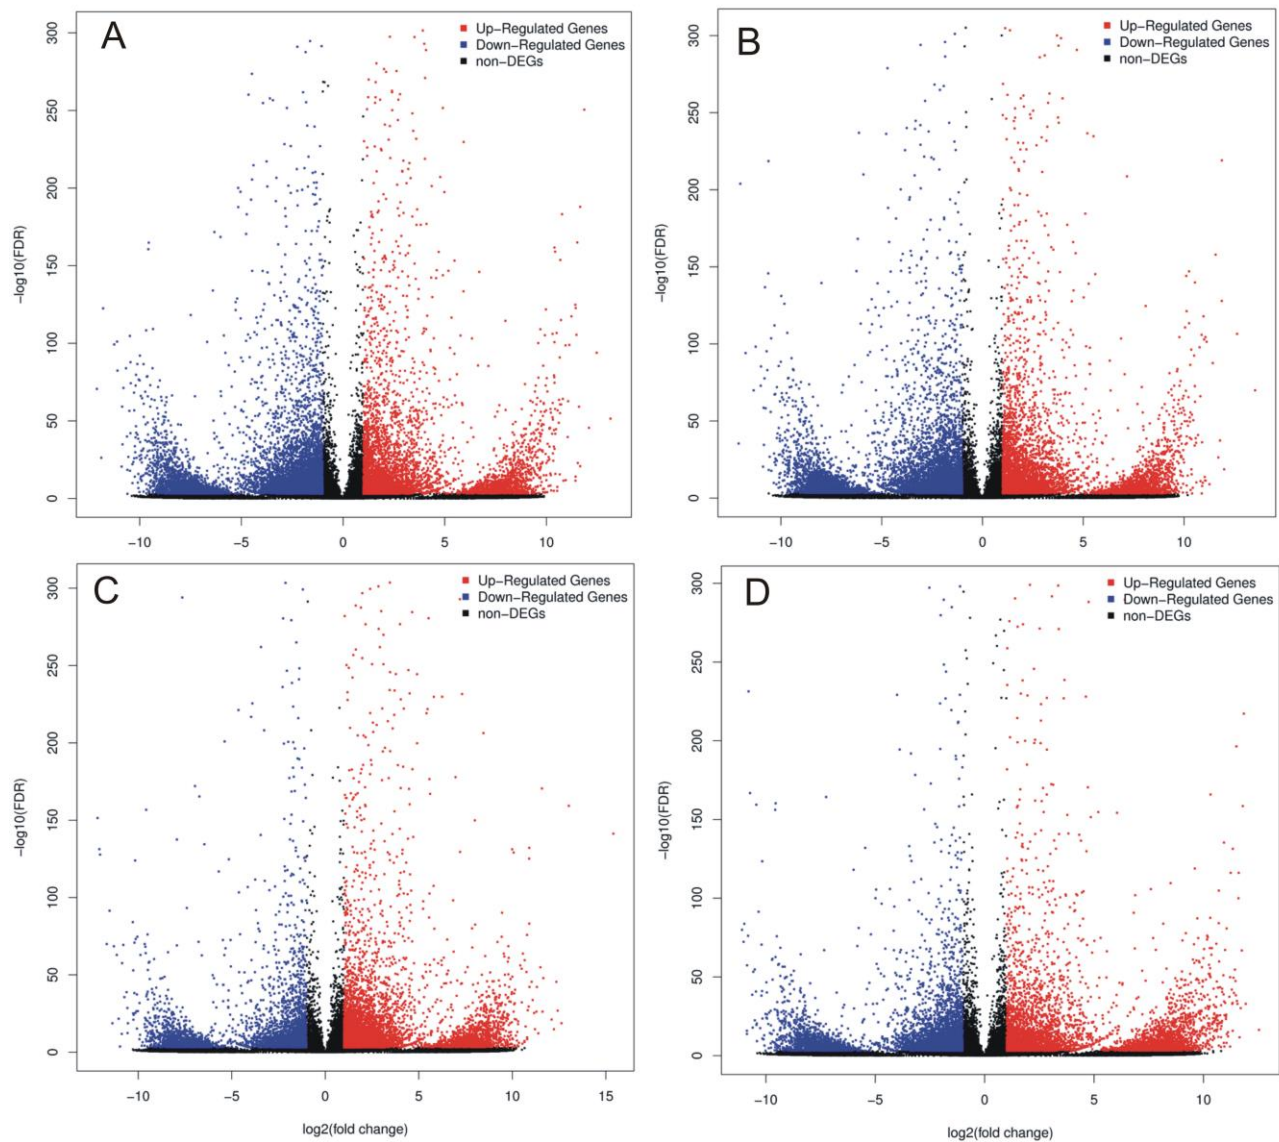 A
Up-Regulated Genes
Down-Regulated Genes
non-DEGs
-log10(FDR)
300
250
200
150
100
50
0
-10
-5
0
5
10
B
Up-Regulated Genes
Down-Regulated Genes
non-DEGs
-log10(FDR)
300
250
200
150
100
50
0
-10
-5
0
5
10
C
Up-Regulated Genes
Down-Regulated Genes
non-DEGs
-log10(FDR)
300
250
200
150
100
50
0
-10
-5
0
5
10
15
log2(fold change)
D
Up-Regulated Genes
Down-Regulated Genes
non-DEGs
-log10(FDR)
300
250
200
150
100
50
0
-10
-5
0
5
10
log2(fold change)